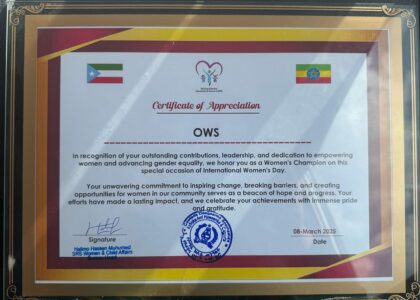 Certificate of Appreciation
OWS
In recognition of your outstanding contributions, leadership, and dedication to empowering
women and advancing gender equality, we honor you as a Women's Champion on this
special occasion of International Women's Day.
Your unwavering commitment to inspiring change, breaking barriers, and creating
opportunities for women in our community serves as a beacon of hope and progress. Your
efforts have made a lasting impact, and we celebrate your achievements with immense pride
and gratitude.
Signature
SRS Women & Child Affairs
08-March 2025
Date